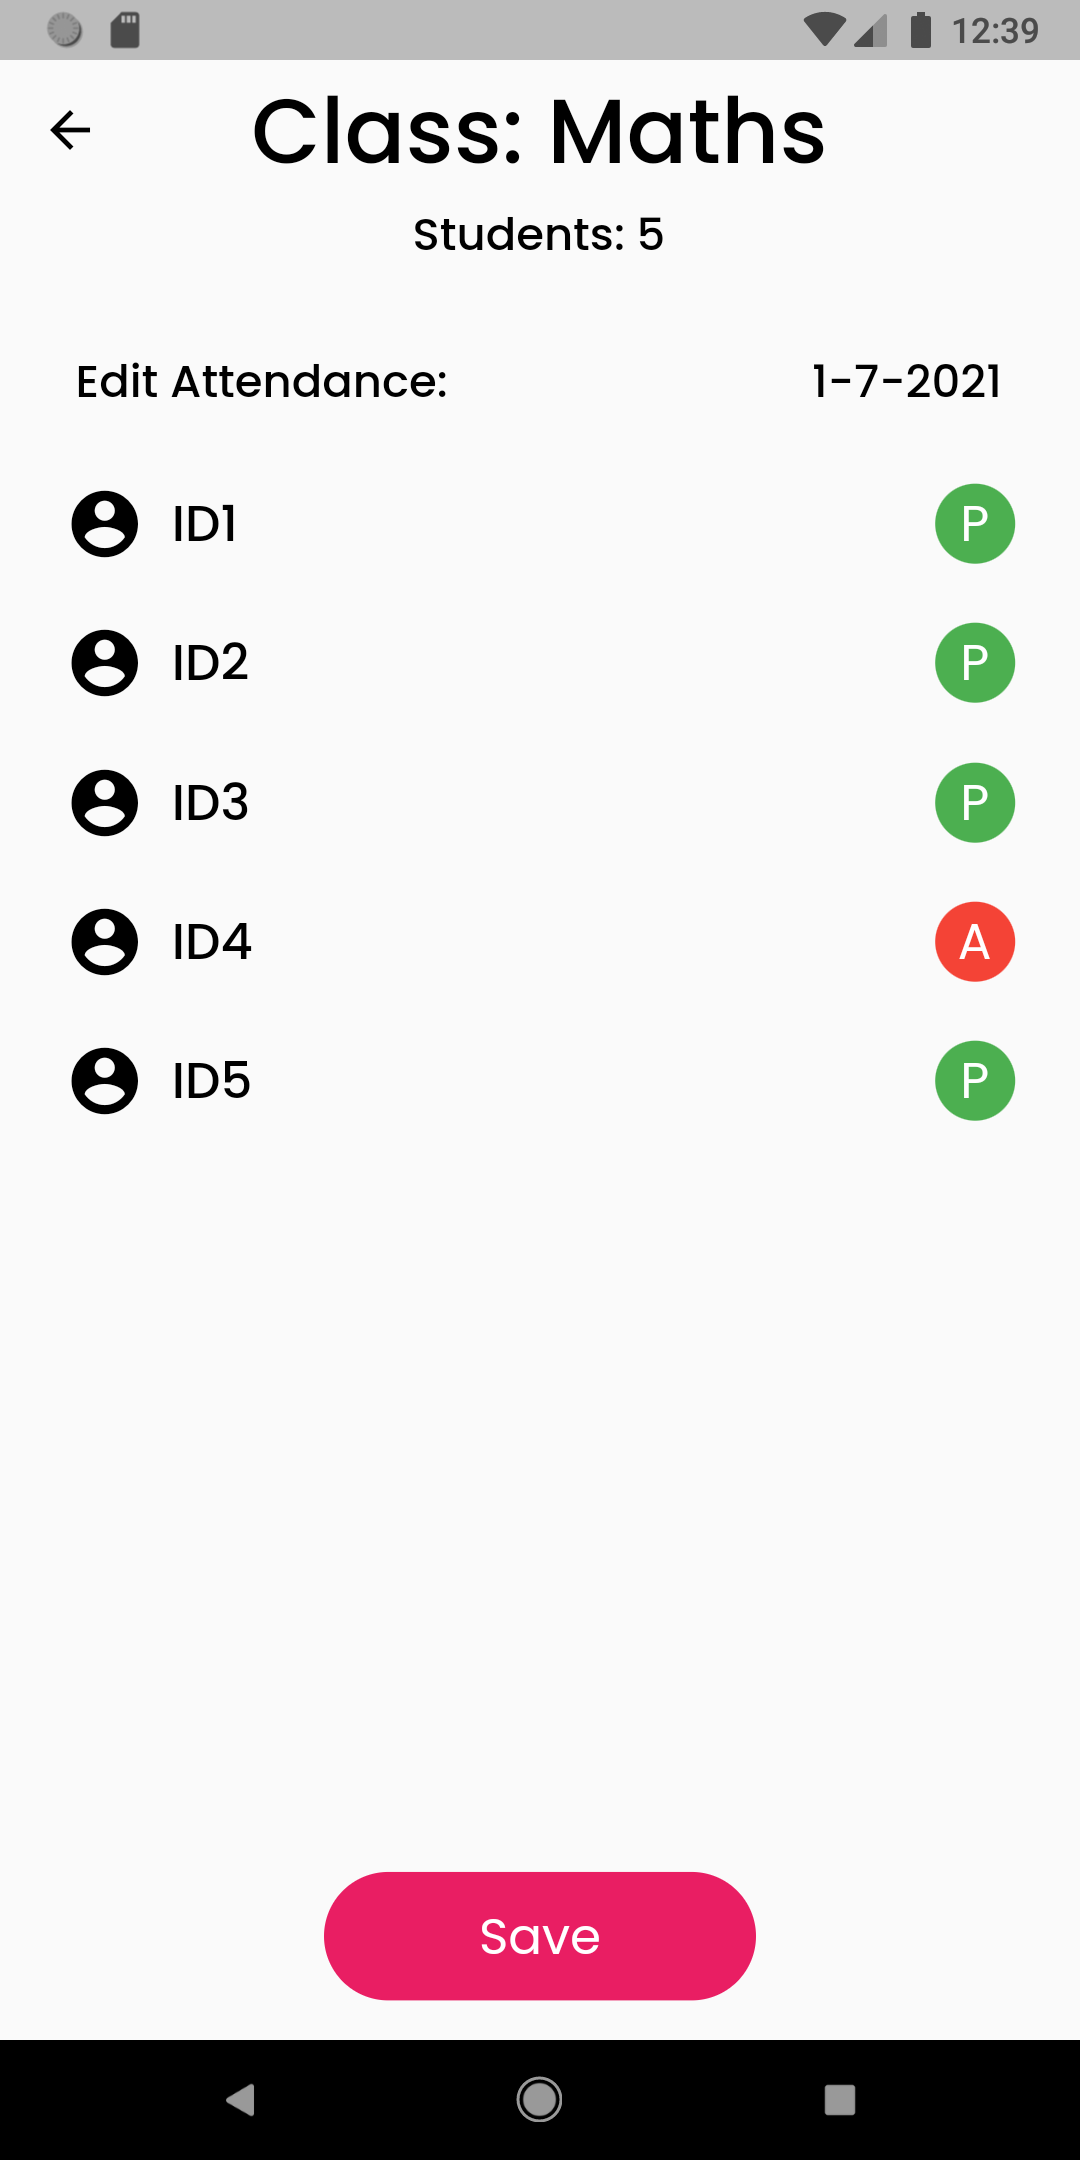 12:39
Class: Maths
Students: 5
Edit Attendance: 1-7-2021
ID1 P
ID2 P
ID3 P
ID4 A
ID5 P
Save